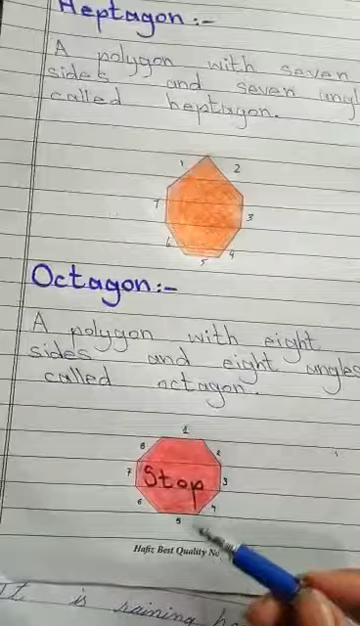 Heptagon:-
A polygon with seven
sides and seven angl
called heptagon.
1 2
7 3
6 4
5
Octagon:-
A polygon with eight
sides and eight angles
called octagon.
1
8 2
7 Stop 3
6 4
5
Hafiz Best Quality No
It is raining